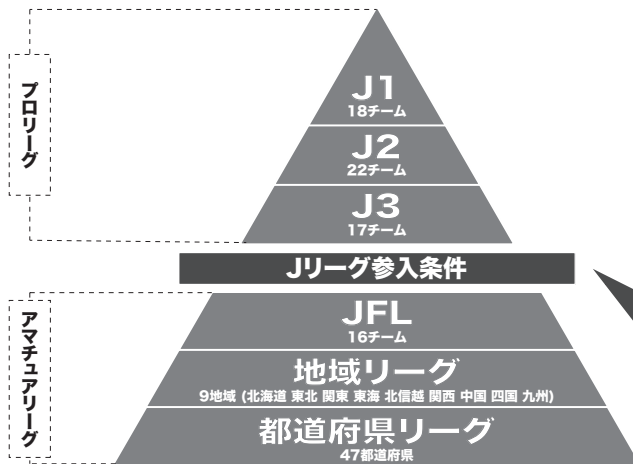 プロリーグ
J1
18チーム
J2
22チーム
J3
17チーム
Jリーグ参入条件
アマチュアリーグ
JFL
16チーム
地域リーグ
9地域 (北海道 東北 関東 東海 北信越 関西 中国 四国 九州)
都道府県リーグ
47都道府県